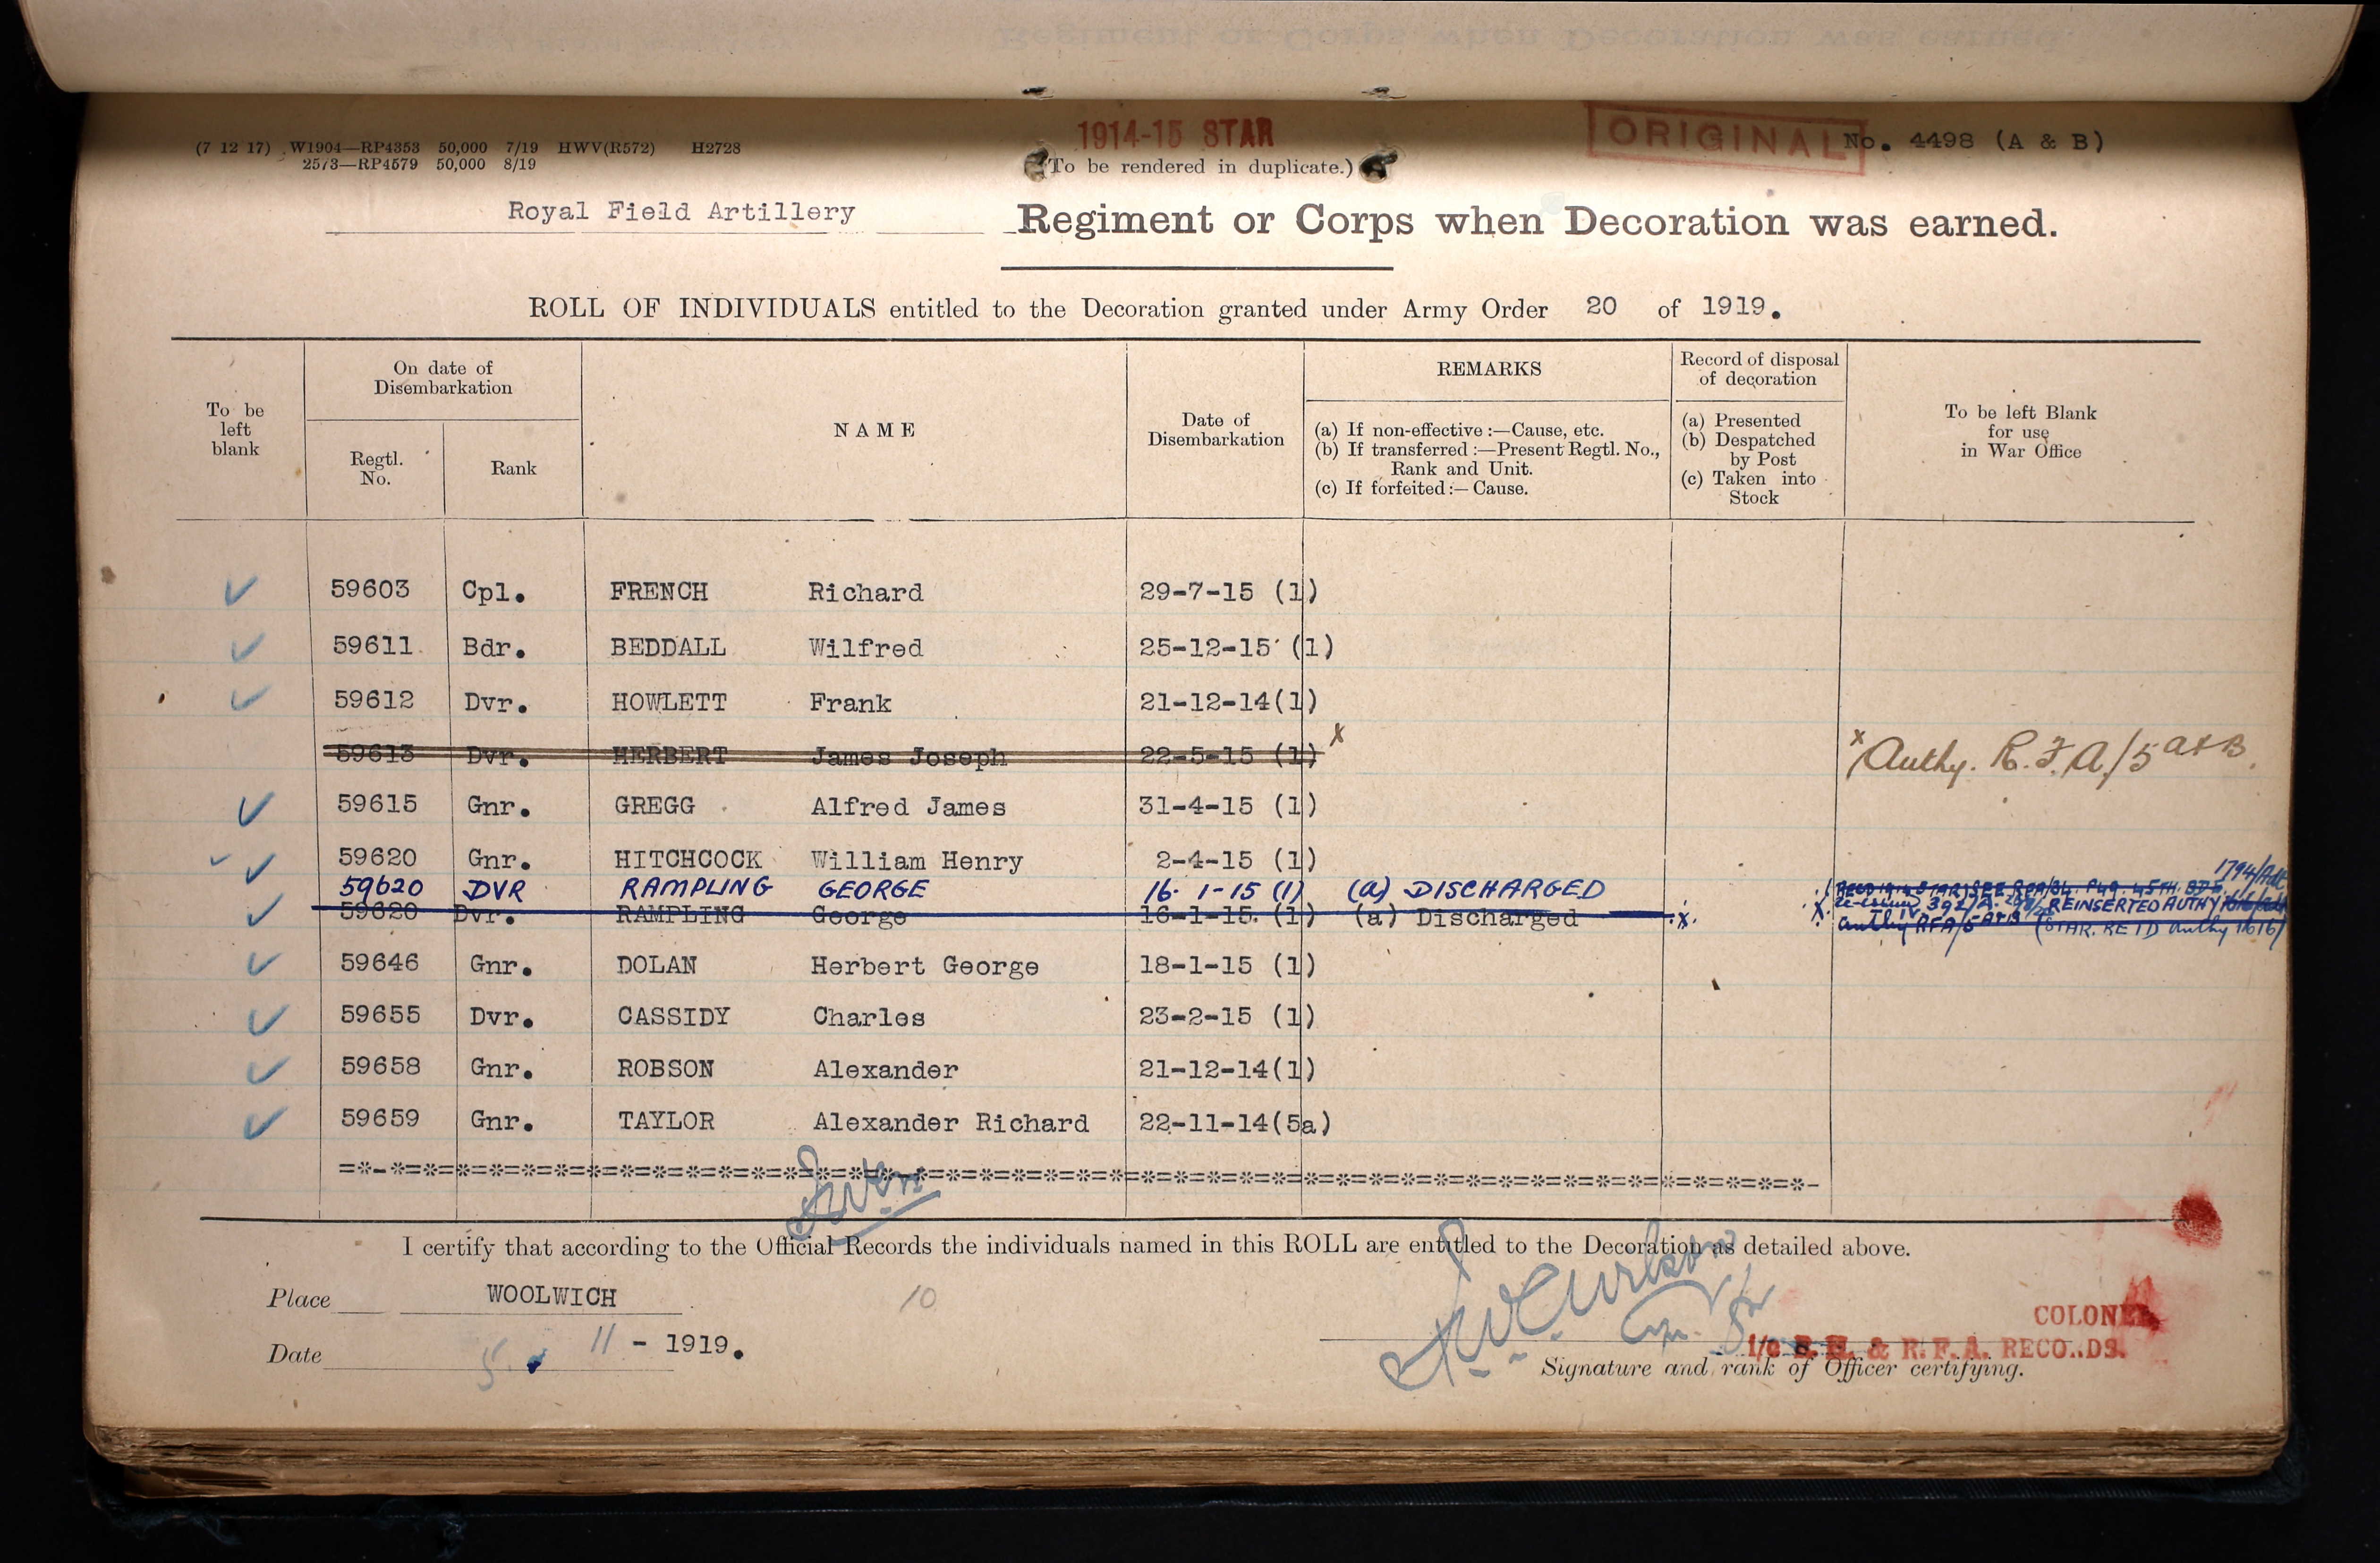 (7 12 17) W1904—RP4353 50,000 7/19 HWV(R572) H2728
2573—RP4579 50,000 8/19
1914-15 STAR
(To be rendered in duplicate.)
ORIGINAL
No. 4498 (A & B)
Royal Field Artillery Regiment or Corps when Decoration was earned.
ROLL OF INDIVIDUALS entitled to the Decoration granted under Army Order 20 of 1919.
To be left blank
On date of Disembarkation
Regtl. No.
Rank
NAME
Date of Disembarkation
REMARKS
(a) If non-effective :—Cause, etc.
(b) If transferred :—Present Regtl. No., Rank and Unit.
(c) If forfeited :— Cause.
Record of disposal of decoration
(a) Presented
(b) Despatched by Post
(c) Taken into Stock
To be left Blank for use in War Office
59603 Cpl. FRENCH Richard 29-7-15 (1)
59611 Bdr. BEDDALL Wilfred 25-12-15 (1)
59612 Dvr. HOWLETT Frank 21-12-14(1)
59613 Dvr. HERBERT James Joseph 22-5-15 (1) x x Authy. R.F.A/5 A&B.
59615 Gnr. GREGG Alfred James 31-4-15 (1)
59620 Gnr. HITCHCOCK William Henry 2-4-15 (1)
1794/Adt
59620 DVR RAMPLING GEORGE 16-1-15 (1) (a) DISCHARGED
REINSERTED AUTHY
59620 Dvr. RAMPLING George 16-1-15. (1) (a) Discharged .x. Authy RFA/5 A&B (STAR. RETD Authy 1616)
59646 Gnr. DOLAN Herbert George 18-1-15 (1)
59655 Dvr. CASSIDY Charles 23-2-15 (1)
59658 Gnr. ROBSON Alexander 21-12-14(1)
59659 Gnr. TAYLOR Alexander Richard 22-11-14(5a)
I certify that according to the Official Records the individuals named in this ROLL are entitled to the Decoration as detailed above.
Place WOOLWICH
10
Date 5. 11 - 1919.
COLONEL
i/c R.H. & R.F.A. RECORDS.
Signature and rank of Officer certifying.